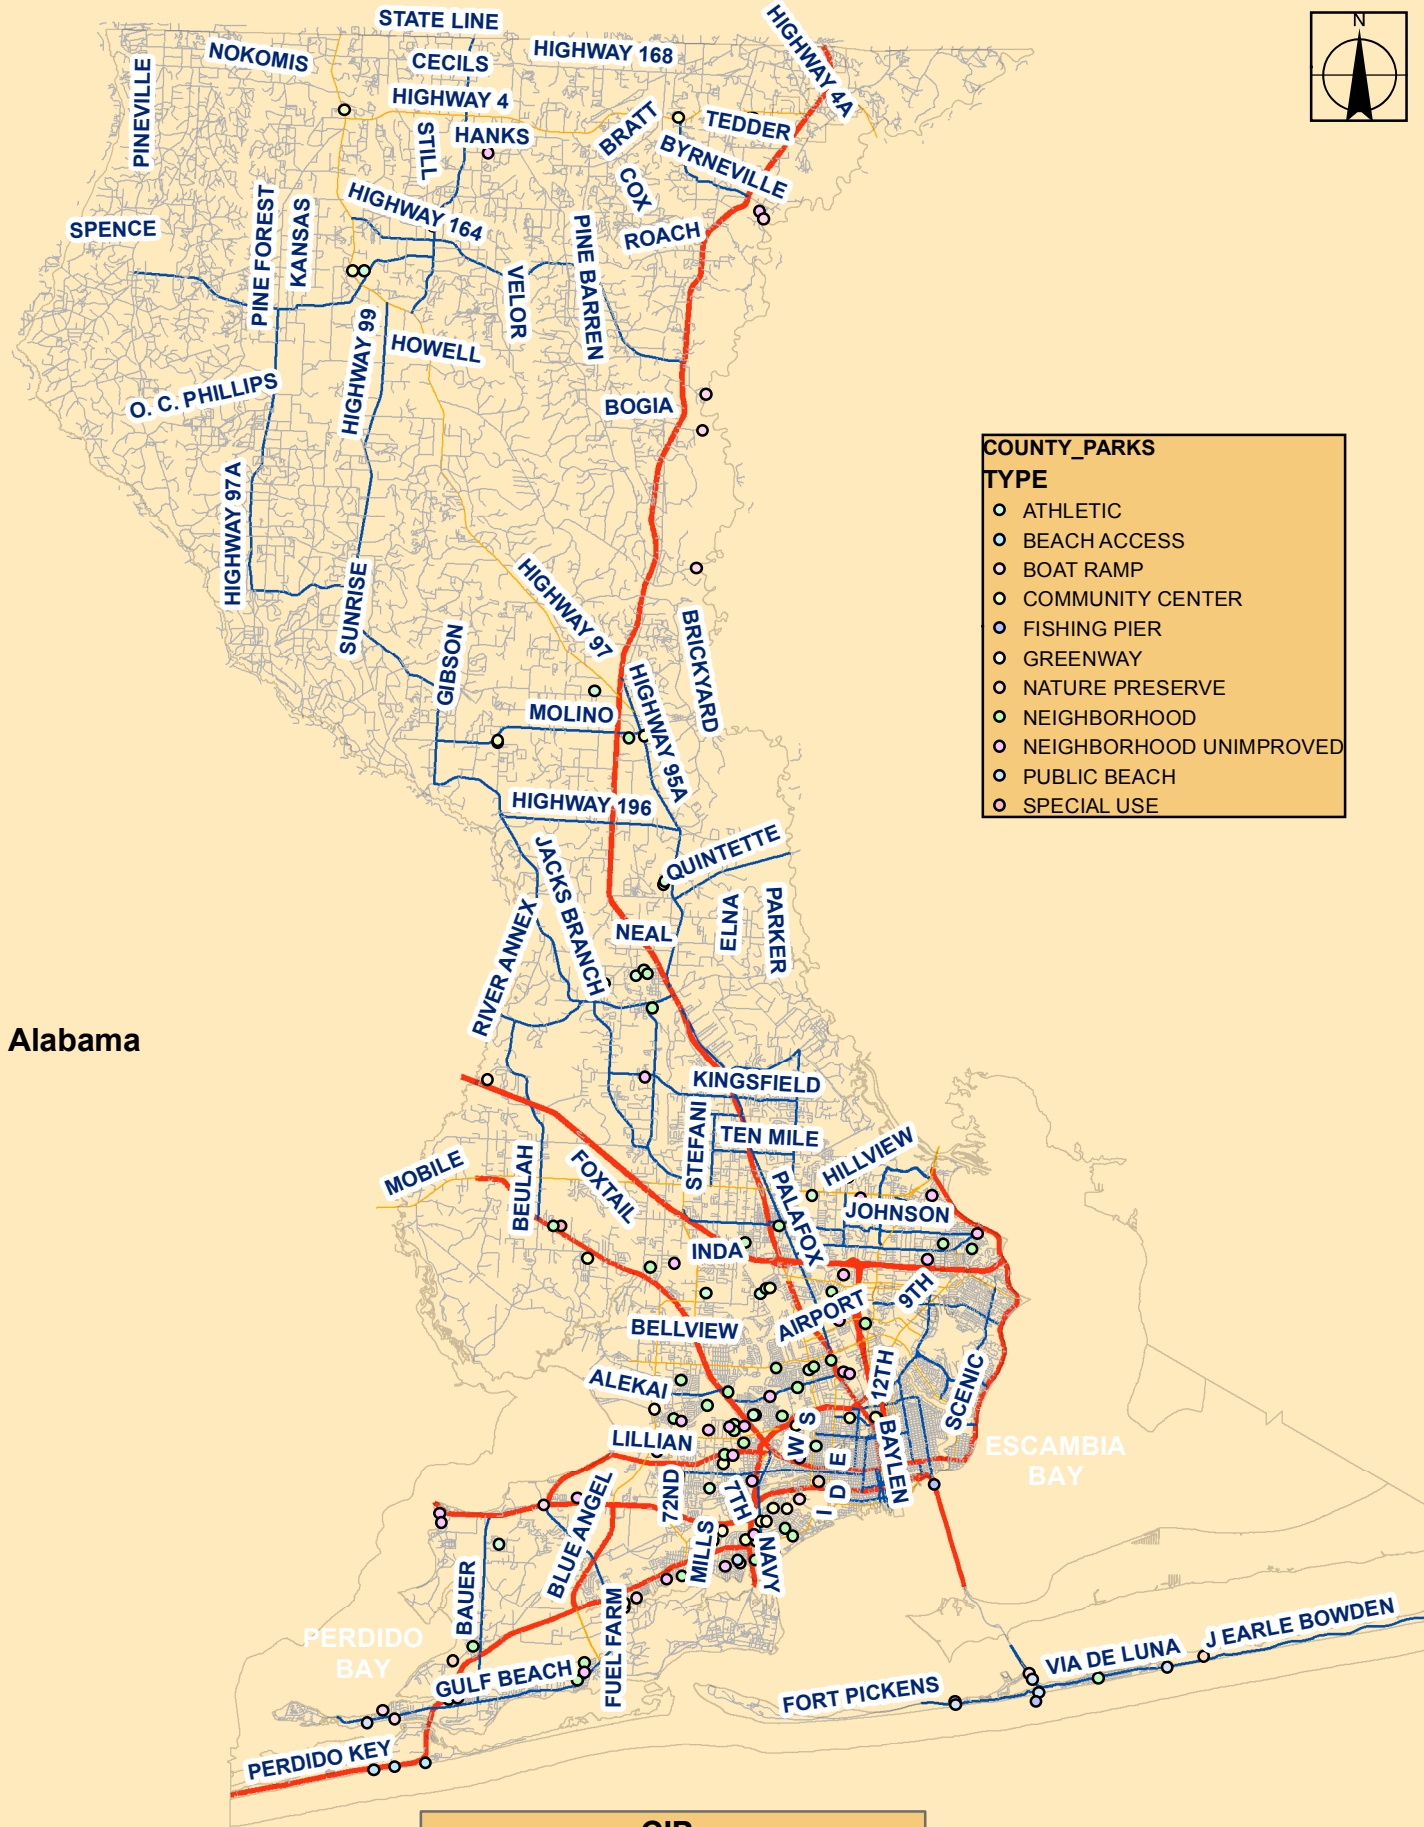 STATE LINE
N
HIGHWAY 4A
NOKOMIS
CECILS
HIGHWAY 168
PINEVILLE
HIGHWAY 4
STILL
HANKS
BRATT
TEDDER
BYRNEVILLE
COX
SPENCE
PINE FOREST
KANSAS
HIGHWAY 164
PINE BARREN
ROACH
VELOR
HIGHWAY 99
HOWELL
O. C. PHILLIPS
BOGIA
COUNTY_PARKS
TYPE
ATHLETIC
BEACH ACCESS
BOAT RAMP
COMMUNITY CENTER
FISHING PIER
GREENWAY
NATURE PRESERVE
NEIGHBORHOOD
NEIGHBORHOOD UNIMPROVED
PUBLIC BEACH
SPECIAL USE
HIGHWAY 97A
SUNRISE
HIGHWAY 97
GIBSON
BRICKYARD
MOLINO
HIGHWAY 95A
HIGHWAY 196
JACKS BRANCH
QUINTETTE
RIVER ANNEX
NEAL
ELNA
PARKER
Alabama
KINGSFIELD
STEFANI
TEN MILE
HILLVIEW
MOBILE
BEULAH
FOXTAIL
PALAFOX
JOHNSON
INDA
9TH
AIRPORT
BELLVIEW
ALEKAI
12TH
SCENIC
LILLIAN
W
S
BAYLEN
ESCAMBIA
BAY
E
D
I
72ND
7TH
BLUE ANGEL
MILLS
NAVY
BAUER
FUEL FARM
PERDIDO
BAY
GULF BEACH
FORT PICKENS
VIA DE LUNA
J EARLE BOWDEN
PERDIDO KEY